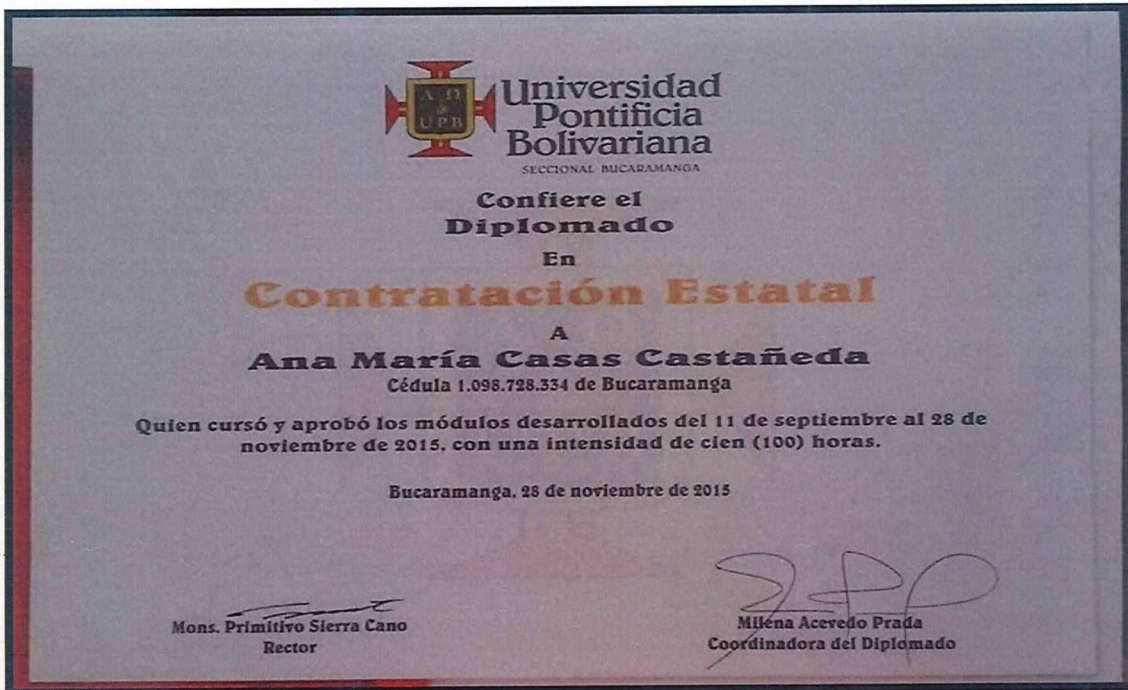 A Ω
&
UPB
Universidad
Pontificia
Bolivariana
SECCIONAL BUCARAMANGA
Confiere el
Diplomado
En
Contratación Estatal
A
Ana María Casas Castañeda
Cédula 1.098.728.334 de Bucaramanga
Quien cursó y aprobó los módulos desarrollados del 11 de septiembre al 28 de
noviembre de 2015, con una intensidad de cien (100) horas.
Bucaramanga, 28 de noviembre de 2015
Mons. Primitivo Sierra Cano
Rector
Milena Acevedo Prada
Coordinadora del Diplomado